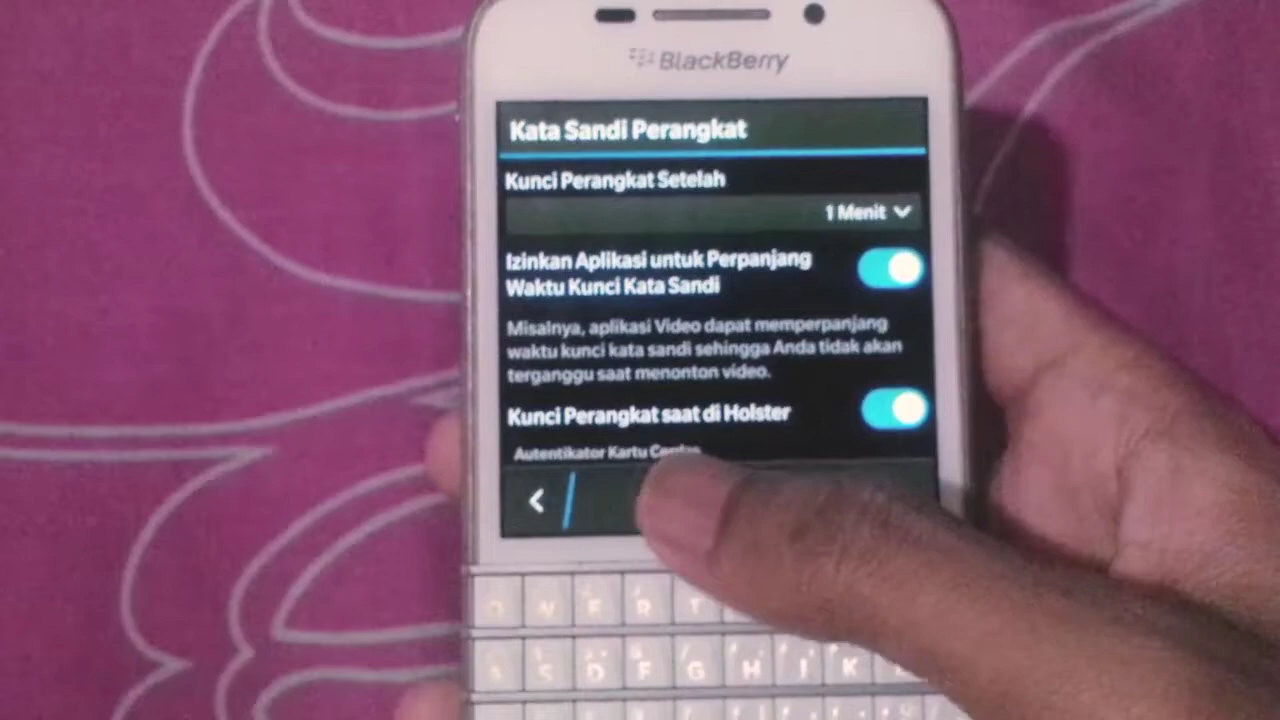 BlackBerry
Kata Sandi Perangkat
Kunci Perangkat Setelah
1 Menit
Izinkan Aplikasi untuk Perpanjang
Waktu Kunci Kata Sandi
Misalnya, aplikasi Video dapat memperpanjang
waktu kunci kata sandi sehingga Anda tidak akan
terganggu saat menonton video.
Kunci Perangkat saat di Holster
Autentikator Kartu Cerdas
Q W E R T
A S D F G H J K